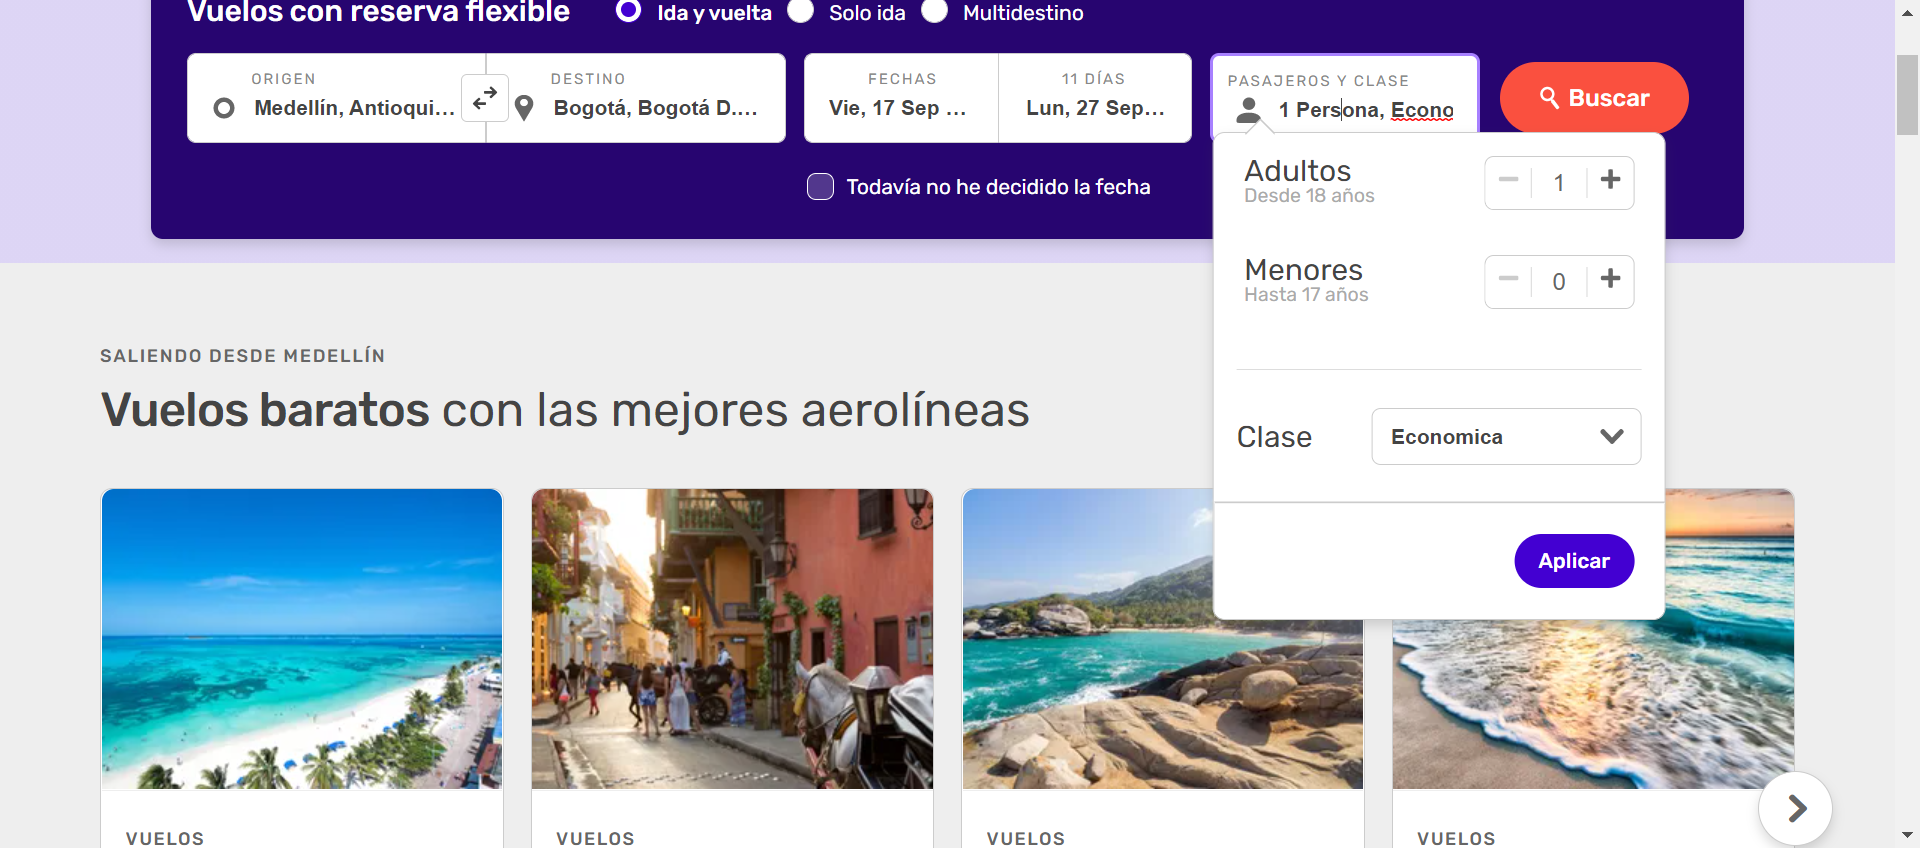 Vuelos con reserva flexible
Ida y vuelta
Solo ida
Multidestino
ORIGEN
Medellín, Antioqui...
DESTINO
Bogotá, Bogotá D....
FECHAS
Vie, 17 Sep ...
11 DÍAS
Lun, 27 Sep...
PASAJEROS Y CLASE
1 Persona, Econo
Buscar
Todavía no he decidido la fecha
Adultos
Desde 18 años
1
Menores
Hasta 17 años
0
Clase
Economica
Aplicar
SALIENDO DESDE MEDELLÍN
Vuelos baratos con las mejores aerolíneas
VUELOS
VUELOS
VUELOS
VUELOS